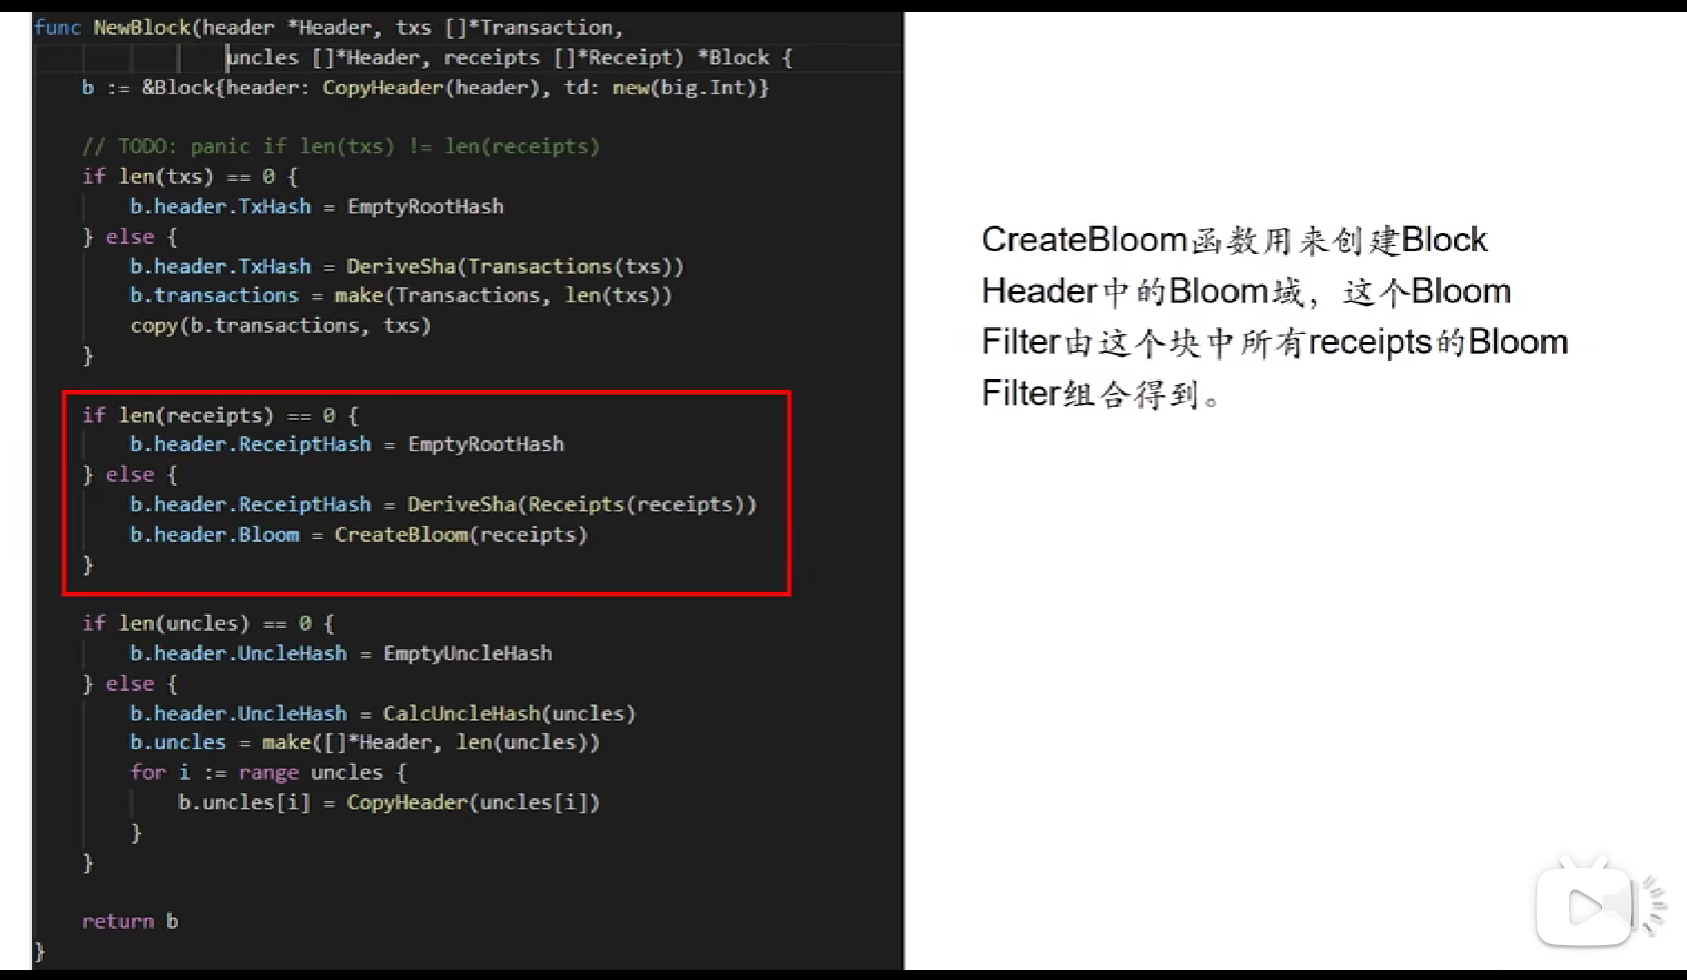 func NewBlock(header *Header, txs []*Transaction,
uncles []*Header, receipts []*Receipt) *Block {
b := &Block{header: CopyHeader(header), td: new(big.Int)}
// TODO: panic if len(txs) != len(receipts)
if len(txs) == 0 {
b.header.TxHash = EmptyRootHash
} else {
b.header.TxHash = DeriveSha(Transactions(txs))
b.transactions = make(Transactions, len(txs))
copy(b.transactions, txs)
}
if len(receipts) == 0 {
b.header.ReceiptHash = EmptyRootHash
} else {
b.header.ReceiptHash = DeriveSha(Receipts(receipts))
b.header.Bloom = CreateBloom(receipts)
}
if len(uncles) == 0 {
b.header.UncleHash = EmptyUncleHash
} else {
b.header.UncleHash = CalcUncleHash(uncles)
b.uncles = make([]*Header, len(uncles))
for i := range uncles {
b.uncles[i] = CopyHeader(uncles[i])
}
}
return b
}
CreateBloom函数用来创建Block
Header中的Bloom域，这个Bloom
Filter由这个块中所有receipts的Bloom
Filter组合得到。